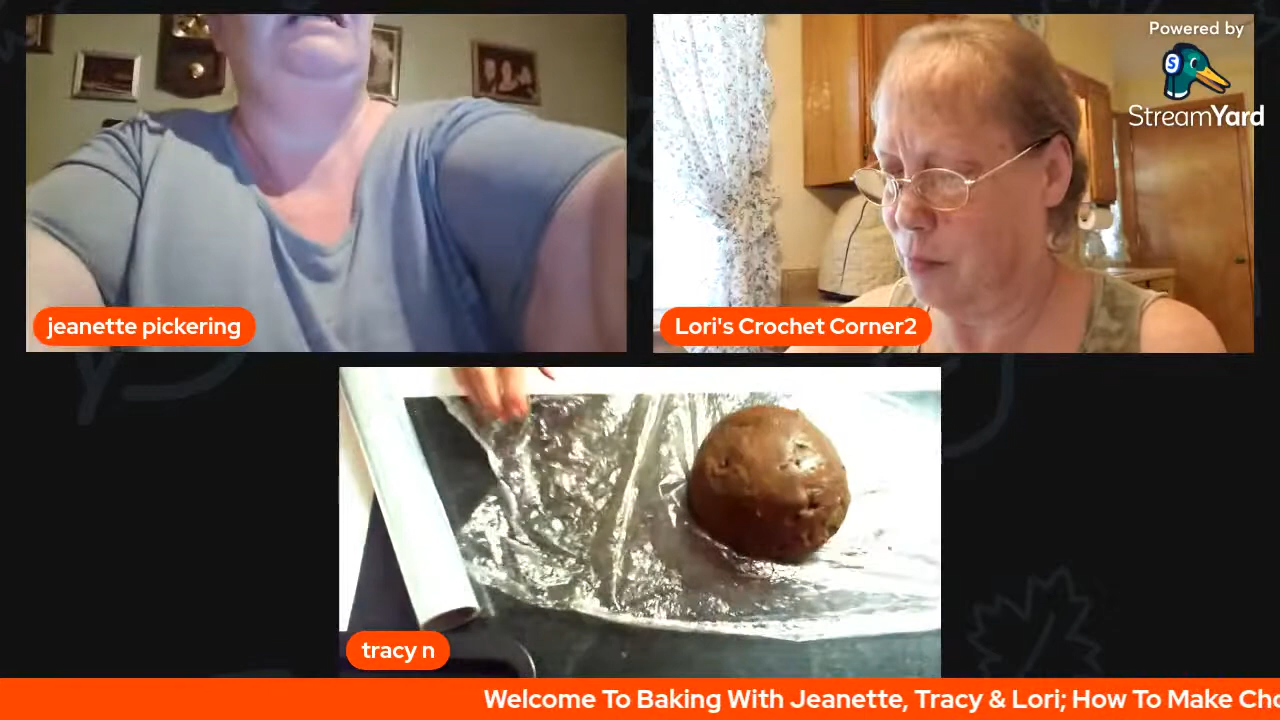 Powered by
StreamYard
jeanette pickering
Lori's Crochet Corner2
tracy n
Welcome To Baking With Jeanette, Tracy & Lori; How To Make Cho